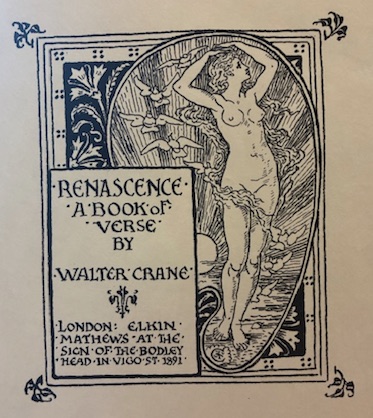 ·RENASCENCE·
·A·BOOK·of·
··VERSE··
BY
·WALTER·CRANE·
LONDON: ELKIN·
MATHEWS·AT·THE·
SIGN·OF·THE·BODLEY
HEAD·IN·VIGO·ST·1891·